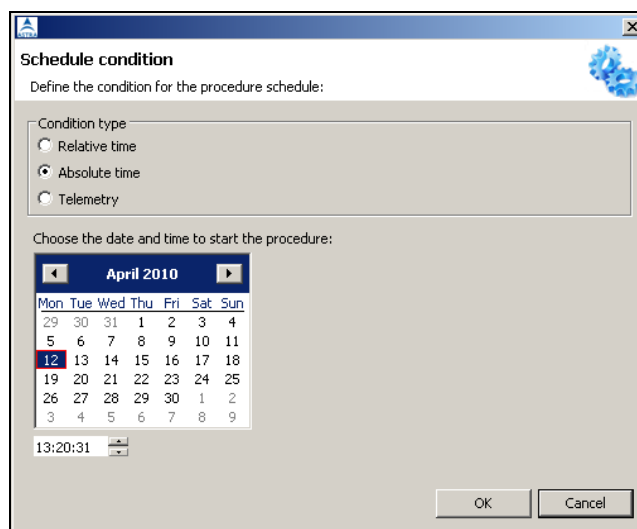 ASTRA
Schedule condition
Define the condition for the procedure schedule:
Condition type
Relative time
Absolute time
Telemetry
Choose the date and time to start the procedure:
April 2010
Mon Tue Wed Thu Fri Sat Sun
29 30 31 1 2 3 4
5 6 7 8 9 10 11
12 13 14 15 16 17 18
19 20 21 22 23 24 25
26 27 28 29 30 1 2
3 4 5 6 7 8 9
13:20:31
OK Cancel